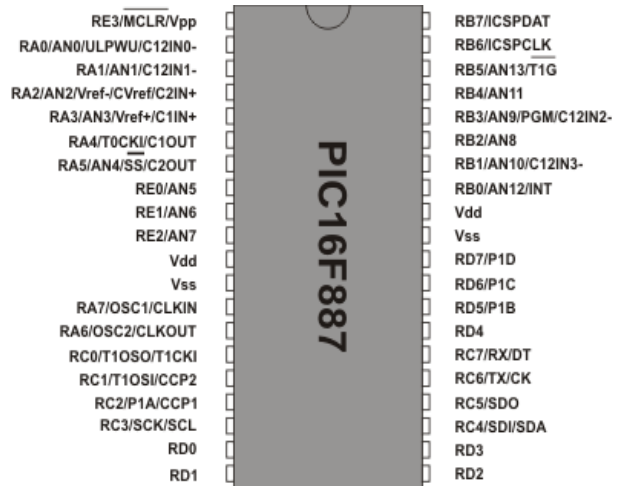 RE3/MCLR/Vpp
RA0/AN0/ULPWU/C12IN0-
RA1/AN1/C12IN1-
RA2/AN2/Vref-/CVref/C2IN+
RA3/AN3/Vref+/C1IN+
RA4/T0CKI/C1OUT
RA5/AN4/SS/C2OUT
RE0/AN5
RE1/AN6
RE2/AN7
Vdd
Vss
RA7/OSC1/CLKIN
RA6/OSC2/CLKOUT
RC0/T1OSO/T1CKI
RC1/T1OSI/CCP2
RC2/P1A/CCP1
RC3/SCK/SCL
RD0
RD1
PIC16F887
RB7/ICSPDAT
RB6/ICSPCLK
RB5/AN13/T1G
RB4/AN11
RB3/AN9/PGM/C12IN2-
RB2/AN8
RB1/AN10/C12IN3-
RB0/AN12/INT
Vdd
Vss
RD7/P1D
RD6/P1C
RD5/P1B
RD4
RC7/RX/DT
RC6/TX/CK
RC5/SDO
RC4/SDI/SDA
RD3
RD2